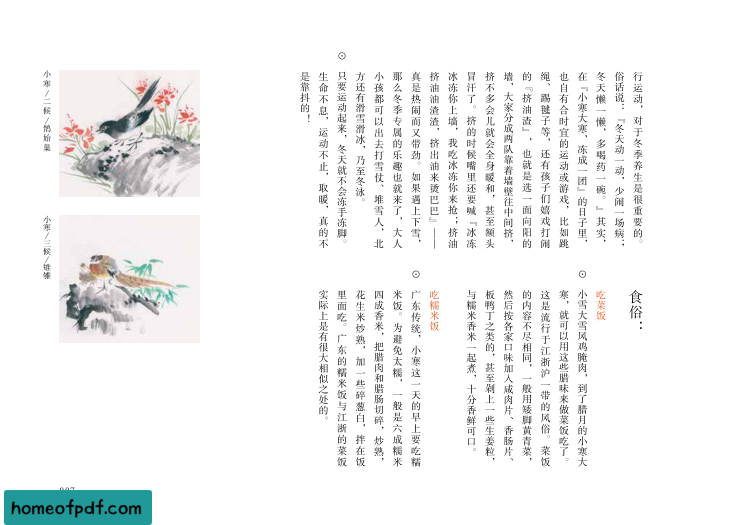 行运动，对于冬季养生是很重要的。
俗话说：『冬天动一动，少闹一场病；
冬天懒一懒，多喝药一碗。』其实，
在『小寒大寒，冻成一团』的日子里，
也自有合时宜的运动或游戏，比如跳
绳、踢毽子等，还有孩子们嬉戏打闹
的『挤油渣』，也就是选一面向阳的
墙，大家分成两队靠着墙壁往中间挤，
挤不多会儿就会全身暖和，甚至额头
冒汗了。挤的时候嘴里还要喊『冰冻
冰冻你上墙，我吃冰冻你来抢；挤油
挤油油渣渣，挤出油来烫巴巴』——
真是热闹而又带劲。如果遇上下雪，
那么冬季专属的乐趣也就来了，大人
小孩都可以出去打雪仗、堆雪人，北
方还有滑雪滑冰，乃至冬泳。
⊙
只要运动起来，冬天就不会冻手冻脚。
生命不息，运动不止，取暖，真的不
是靠抖的！
食俗：
吃菜饭
⊙
小雪大雪风鸡腌肉，到了腊月的小寒大
寒，就可以用这些腊味来做菜饭吃了。
这是流行于江浙沪一带的风俗。菜饭
的内容不尽相同，一般用矮脚黄青菜，
然后按各家口味加入咸肉片、香肠片、
板鸭丁之类的，甚至剁上一些生姜粒，
与糯米香米一起煮，十分香鲜可口。
吃糯米饭
⊙
广东传统，小寒这一天的早上要吃糯
米饭。为避免太糯，一般是六成糯米
四成香米，把腊肉和腊肠切碎，炒熟，
花生米炒熟，加一些碎葱白，拌在饭
里面吃。广东的糯米饭与江浙的菜饭
实际上是有很大相似之处的。
小寒/二候/鹊始巢
小寒/三候/雉雊
homeofpdf.com